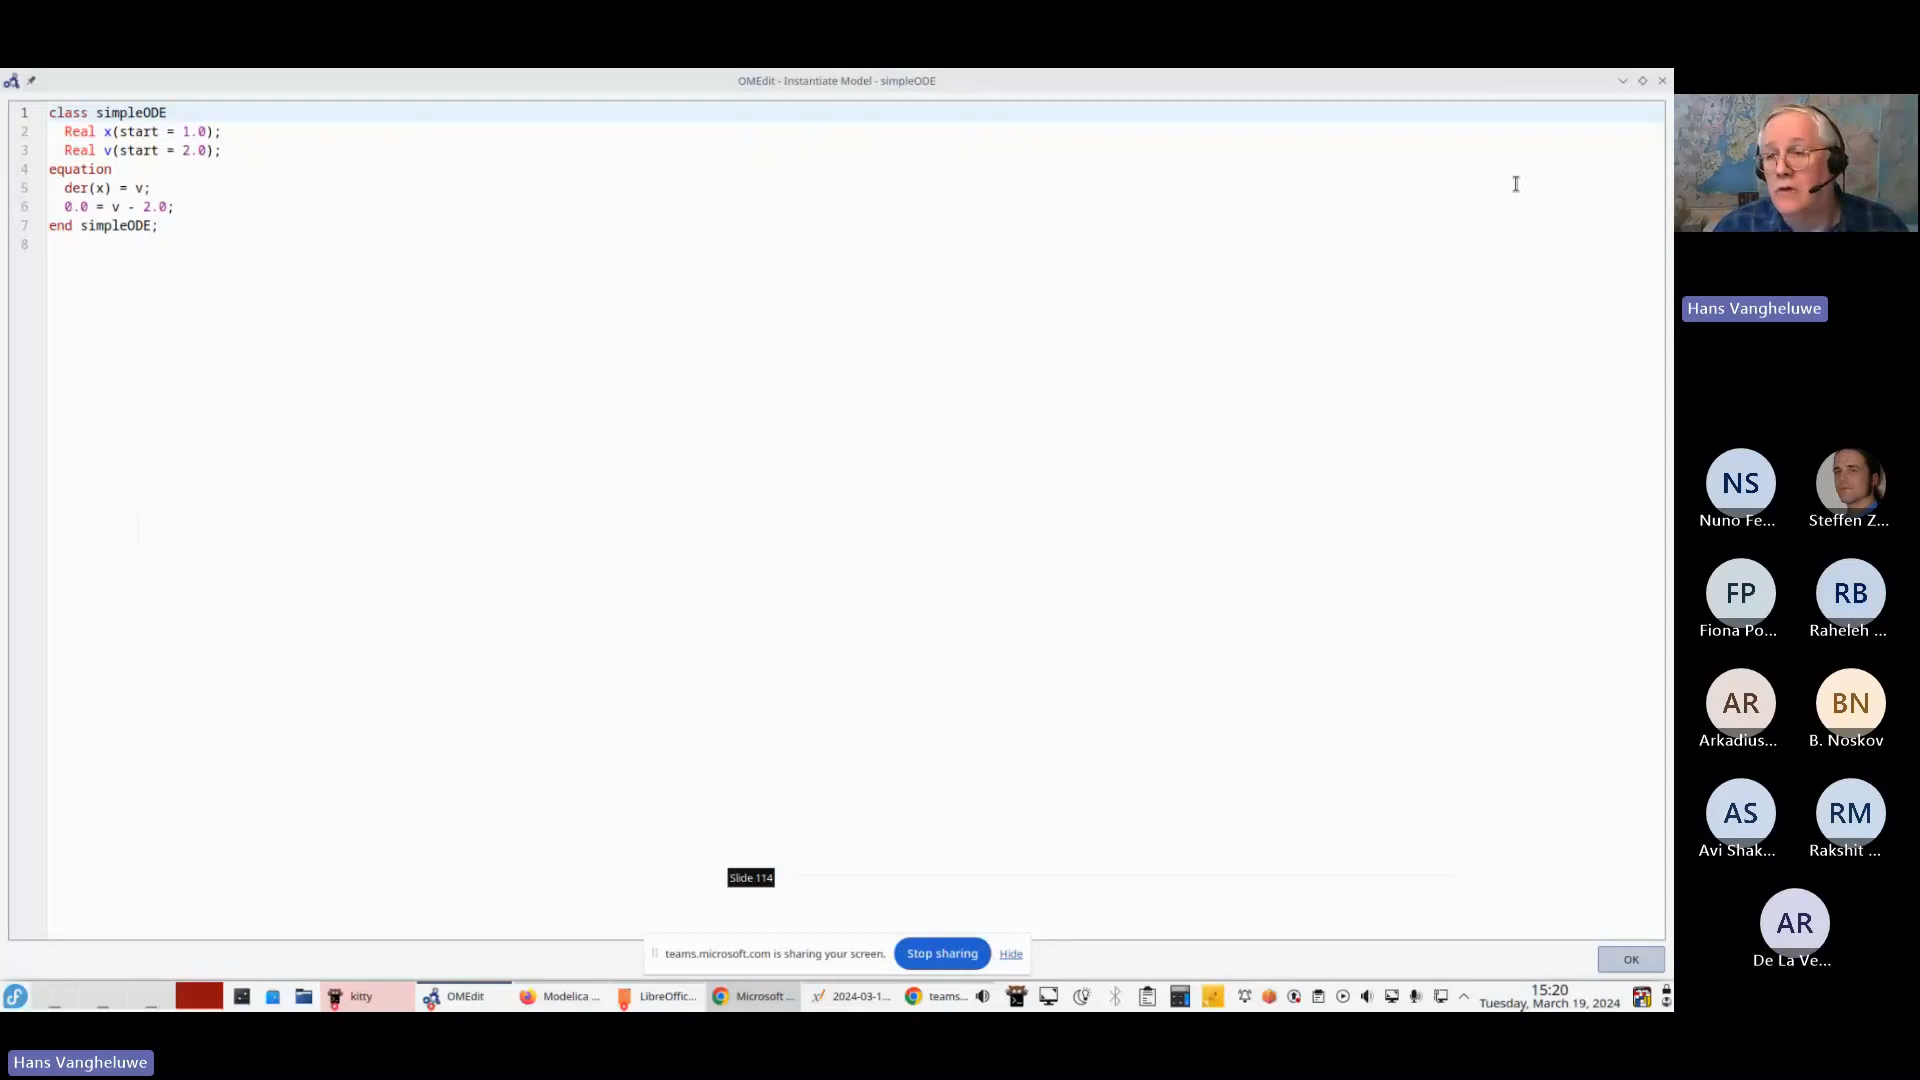 OMEdit - Instantiate Model - simpleODE
1 class simpleODE
2 Real x(start = 1.0);
3 Real v(start = 2.0);
4 equation
5 der(x) = v;
6 0.0 = v - 2.0;
7 end simpleODE;
8
Slide 114
teams.microsoft.com is sharing your screen.
Stop sharing
Hide
OK
kitty
OMEdit
Modelica ...
LibreOffic...
Microsoft ...
2024-03-1...
teams...
15:20
Tuesday, March 19, 2024
Hans Vangheluwe
Hans Vangheluwe
NS
Nuno Fe...
Steffen Z...
FP
Fiona Po...
RB
Raheleh ...
AR
Arkadius...
BN
B. Noskov
AS
Avi Shak...
RM
Rakshit ...
AR
De La Ve...